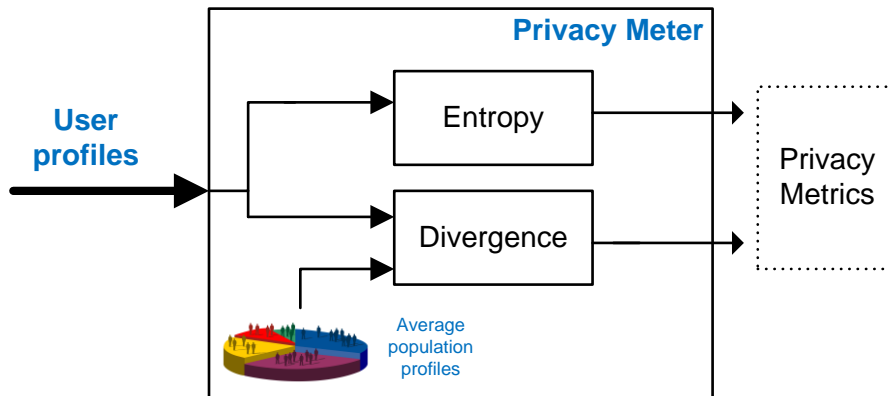 Privacy Meter
User
profiles
Entropy
Divergence
Privacy
Metrics
Average
population
profiles